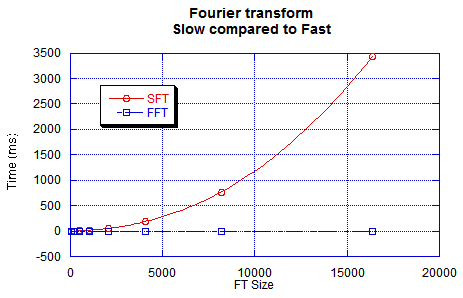 Fourier transform
Slow compared to Fast
3500
3000
2500
2000
1500
1000
500
0
-500
Time (ms)
SFT
FFT
0 5000 10000 15000 20000
FT Size